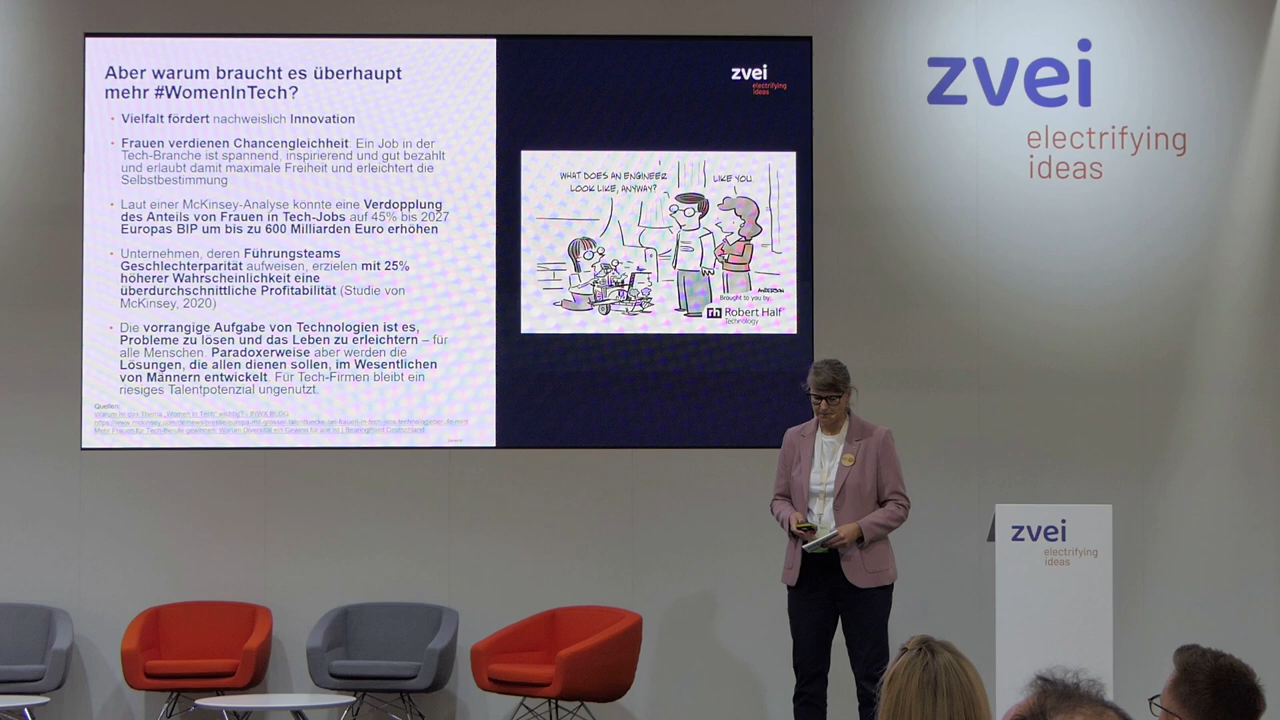 Aber warum braucht es überhaupt
mehr #WomenInTech?
• Vielfalt fördert nachweislich Innovation
• Frauen verdienen Chancengleichheit: Ein Job in der
Tech-Branche ist spannend, inspirierend und gut bezahlt
und erlaubt damit maximale Freiheit und erleichtert die
Selbstbestimmung
• Laut einer McKinsey-Analyse könnte eine Verdopplung
des Anteils von Frauen in Tech-Jobs auf 45% bis 2027
Europas BIP um bis zu 600 Milliarden Euro erhöhen
• Unternehmen, deren Führungsteams
Geschlechterparität aufweisen, erzielen mit 25%
höherer Wahrscheinlichkeit eine
überdurchschnittliche Profitabilität (Studie von
McKinsey, 2020)
• Die vorrangige Aufgabe von Technologien ist es,
Probleme zu lösen und das Leben zu erleichtern – für
alle Menschen. Paradoxerweise aber werden die
Lösungen, die allen dienen sollen, im Wesentlichen
von Männern entwickelt. Für Tech-Firmen bleibt ein
riesiges Talentpotenzial ungenutzt.
Quellen:
zvei
electrifying
ideas
WHAT DOES AN ENGINEER
LOOK LIKE, ANYWAY?
LIKE YOU.
ANDERSON
Brought to you by:
rh Robert Half
Technology
zvei
electrifying
ideas
zvei
electrifying
ideas